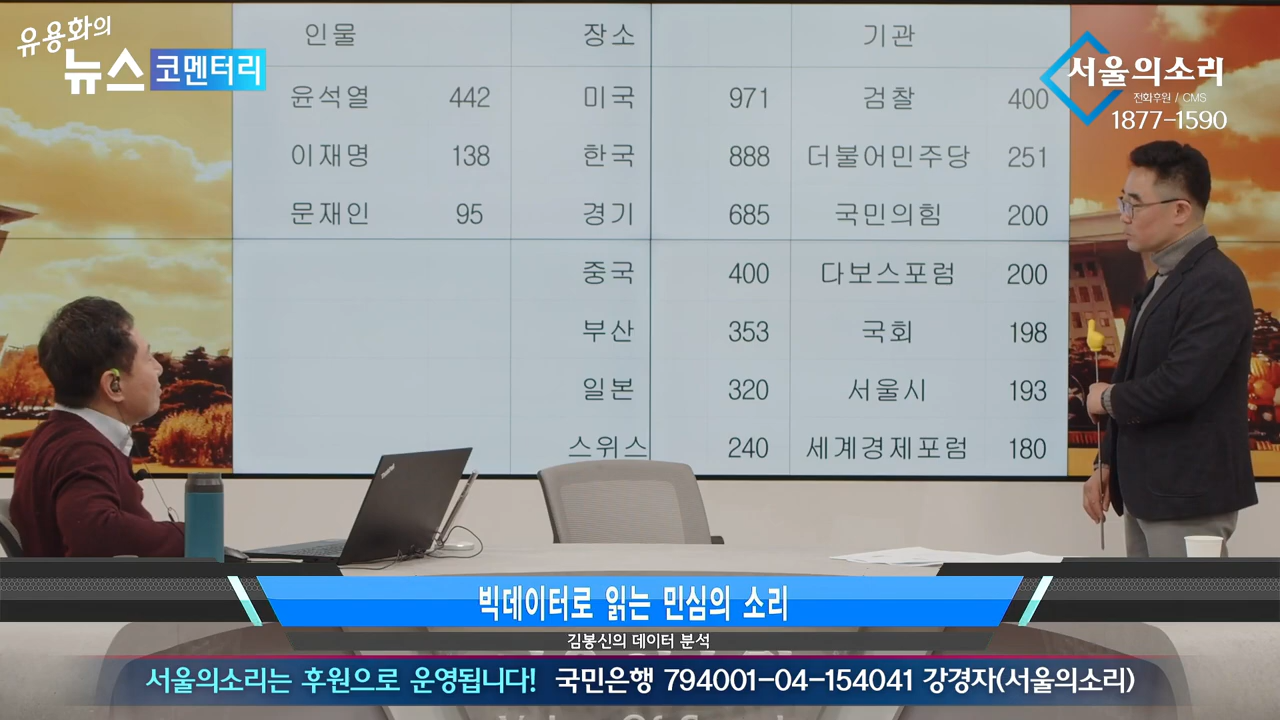 유용화의
뉴스 코멘터리
서울의소리
전화후원 / CMS
1877-1590
인물 장소 기관
윤석열 442 미국 971 검찰 400
이재명 138 한국 888 더불어민주당 251
문재인 95 경기 685 국민의힘 200
중국 400 다보스포럼 200
부산 353 국회 198
일본 320 서울시 193
스위스 240 세계경제포럼 180
빅데이터로 읽는 민심의 소리
김봉신의 데이터 분석
서울의소리는 후원으로 운영됩니다! 국민은행 794001-04-154041 강경자(서울의소리)